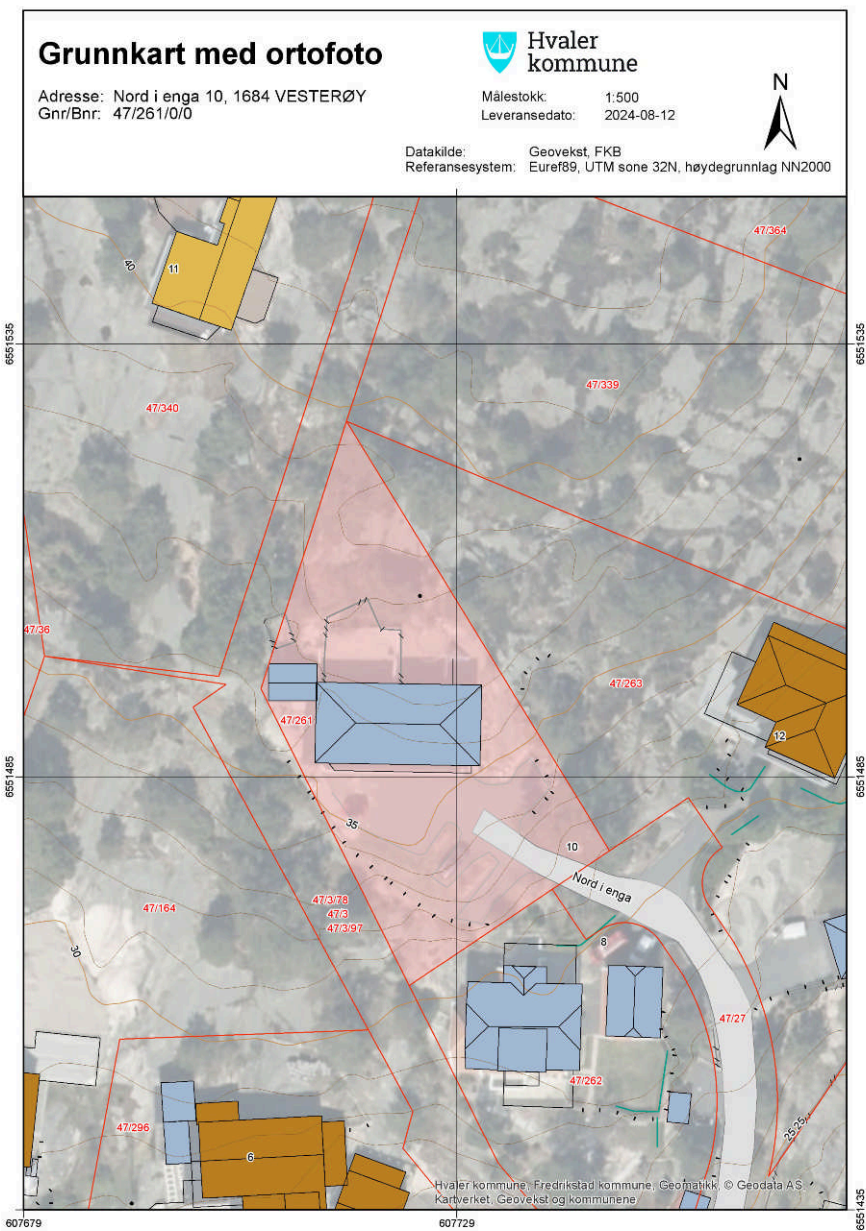 Grunnkart med ortofoto
Hvaler
kommune
Adresse: Nord i enga 10, 1684 VESTERØY
Gnr/Bnr: 47/261/0/0
Målestokk: 1:500
Leveransedato: 2024-08-12
N
Datakilde: Geovekst, FKB
Referansesystem: Euref89, UTM sone 32N, høydegrunnlag NN2000
47/364
40
11
6551535
6551535
47/339
47/340
47/36
47/263
47/261
12
6551485
6551485
35
10
Nord i enga
47/3/78
47/3
47/3/97
47/164
30
8
47/27
47/262
47/296
25.25
6
Hvaler kommune, Fredrikstad kommune, Geomatikk, © Geodata AS
Kartverket, Geovekst og kommunene
6551435
607679
607729